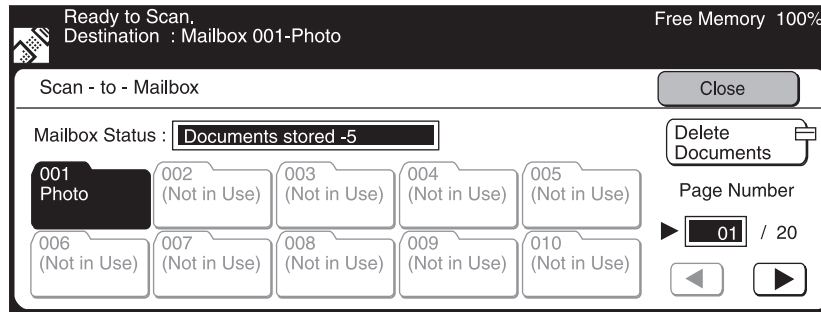 Ready to Scan.
Destination : Mailbox 001-Photo
Free Memory 100%
Scan - to - Mailbox
Close
Mailbox Status : Documents stored -5
Delete
Documents
001
Photo
002
(Not in Use)
003
(Not in Use)
004
(Not in Use)
005
(Not in Use)
Page Number
01 / 20
006
(Not in Use)
007
(Not in Use)
008
(Not in Use)
009
(Not in Use)
010
(Not in Use)